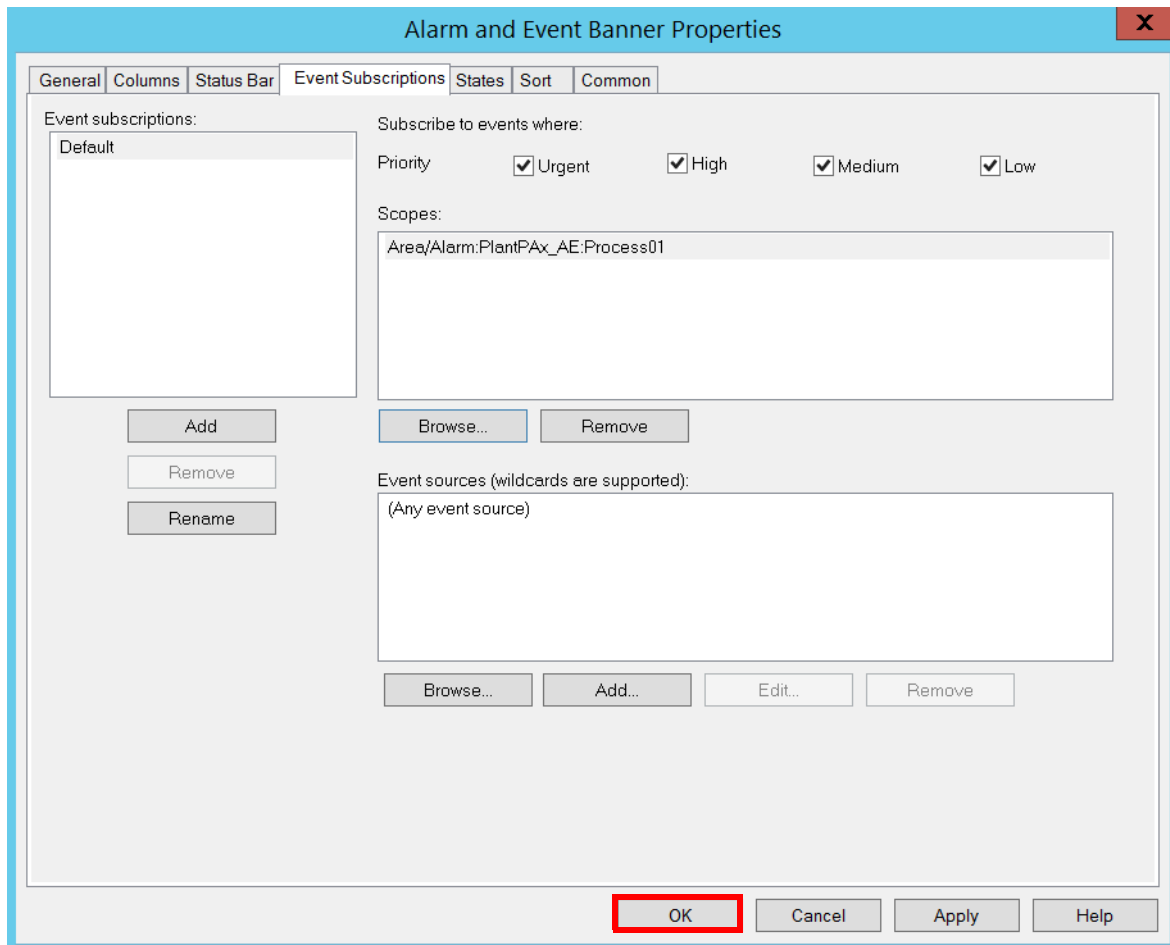 Alarm and Event Banner Properties
X
General Columns Status Bar Event Subscriptions States Sort Common
Event subscriptions:
Default
Add
Remove
Rename
Subscribe to events where:
Priority Urgent High Medium Low
Scopes:
Area/Alarm:PlantPAx_AE:Process01
Browse... Remove
Event sources (wildcards are supported):
(Any event source)
Browse... Add... Edit... Remove
OK Cancel Apply Help